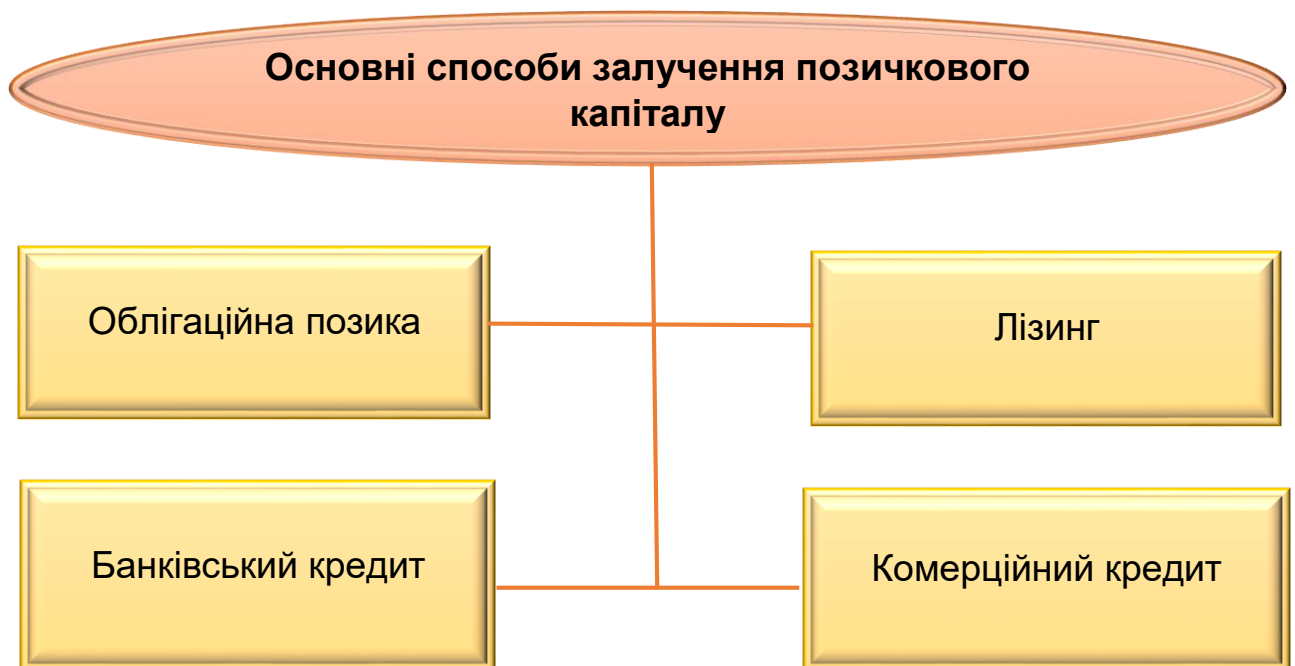 Основні способи залучення позичкового
капіталу
Облігаційна позика
Лізинг
Банківський кредит
Комерційний кредит